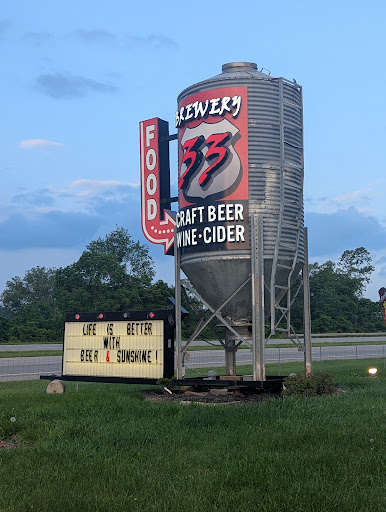 BREWERY
33
FOOD
CRAFT BEER
WINE · CIDER
LIFE IS BETTER
WITH
BEER & SUNSHINE!